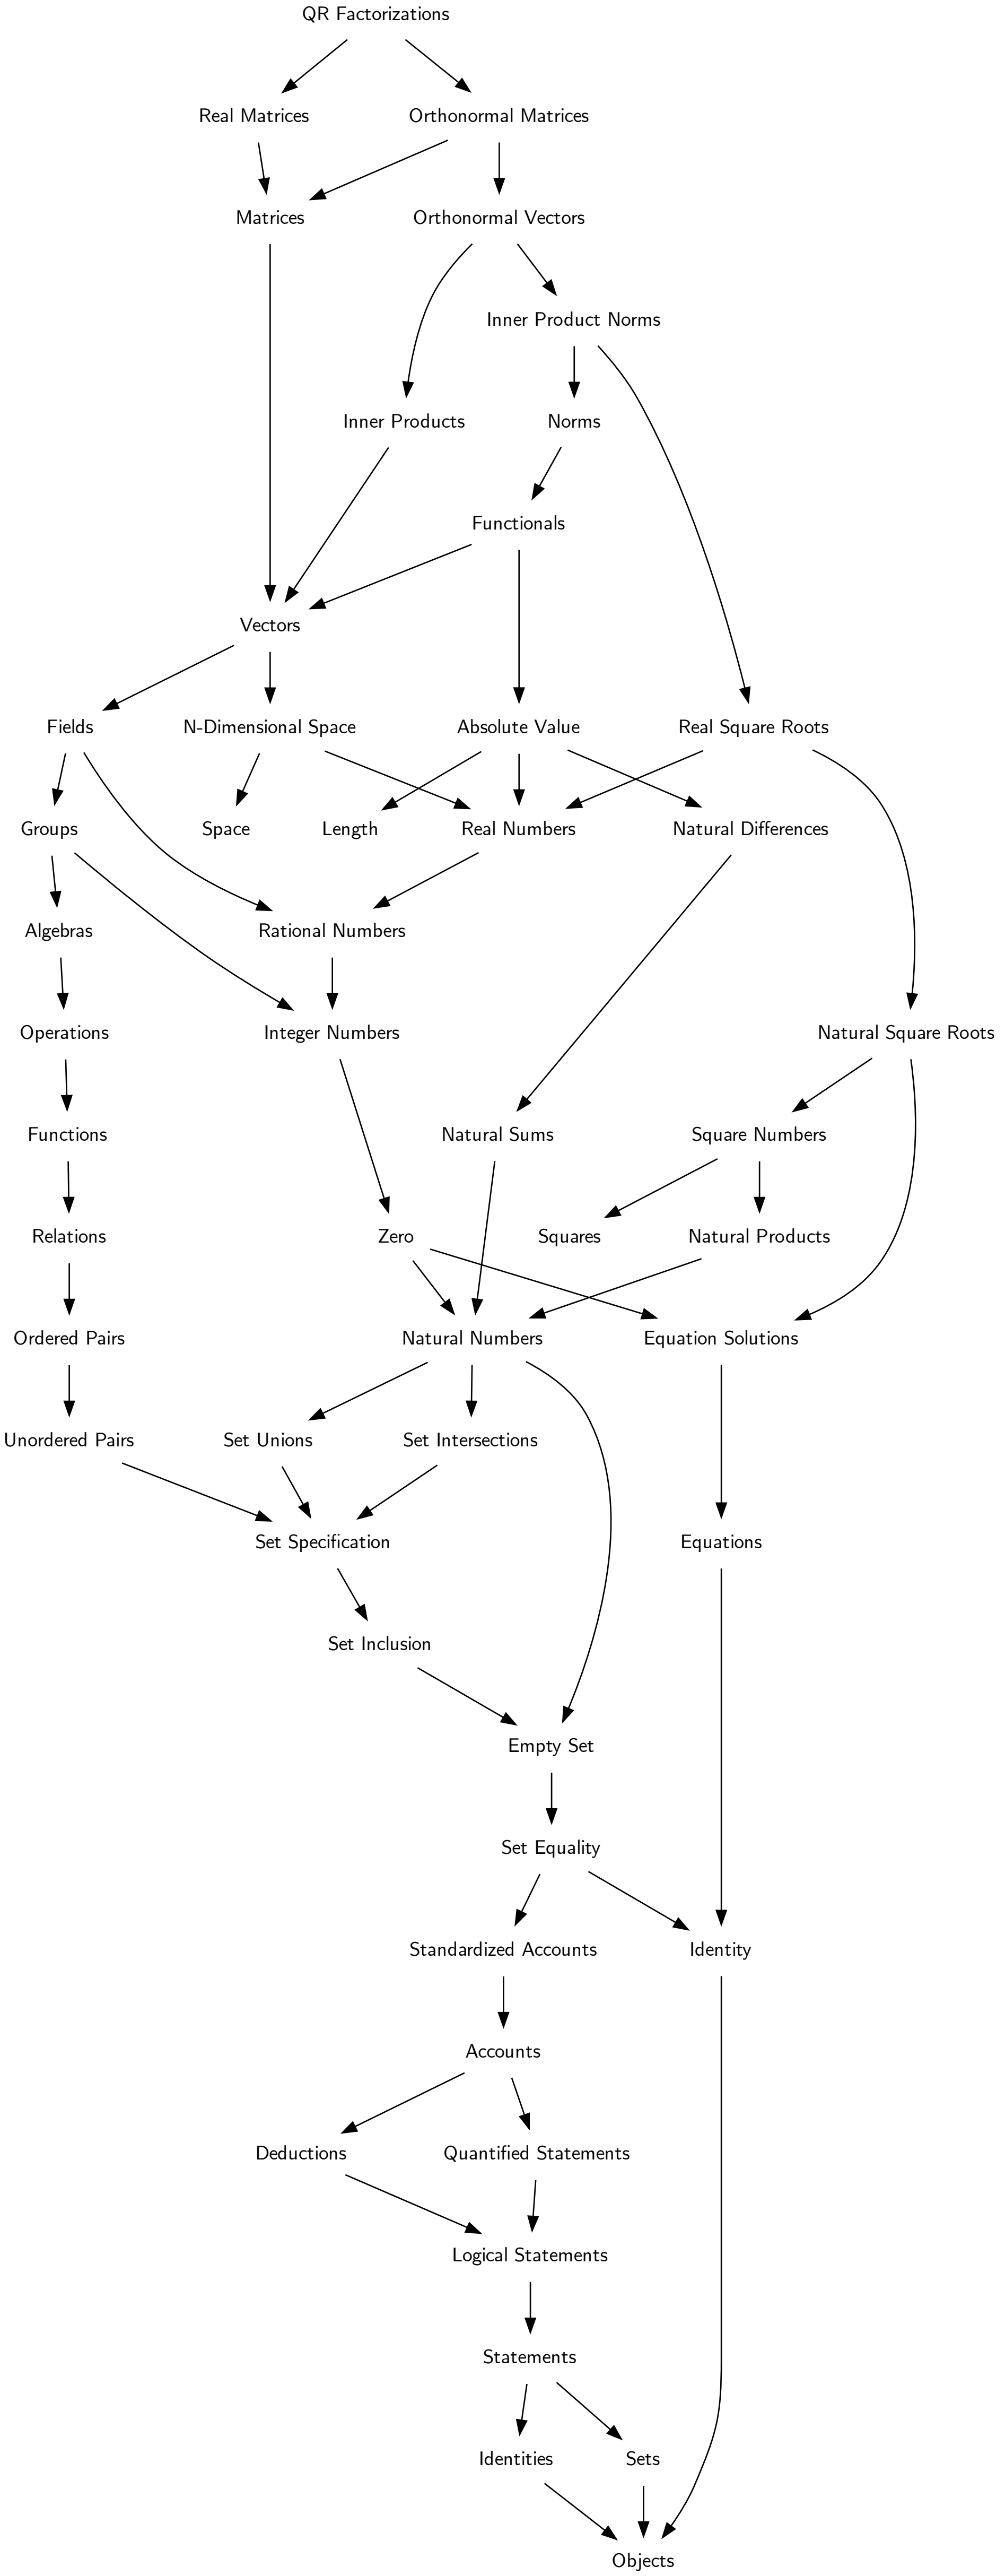 QR Factorizations
Real Matrices
Orthonormal Matrices
Matrices
Orthonormal Vectors
Inner Product Norms
Inner Products
Norms
Functionals
Vectors
Fields
N-Dimensional Space
Absolute Value
Real Square Roots
Groups
Space
Length
Real Numbers
Natural Differences
Algebras
Rational Numbers
Operations
Integer Numbers
Natural Square Roots
Functions
Natural Sums
Square Numbers
Relations
Zero
Squares
Natural Products
Ordered Pairs
Natural Numbers
Equation Solutions
Unordered Pairs
Set Unions
Set Intersections
Set Specification
Equations
Set Inclusion
Empty Set
Set Equality
Standardized Accounts
Identity
Accounts
Deductions
Quantified Statements
Logical Statements
Statements
Identities
Sets
Objects